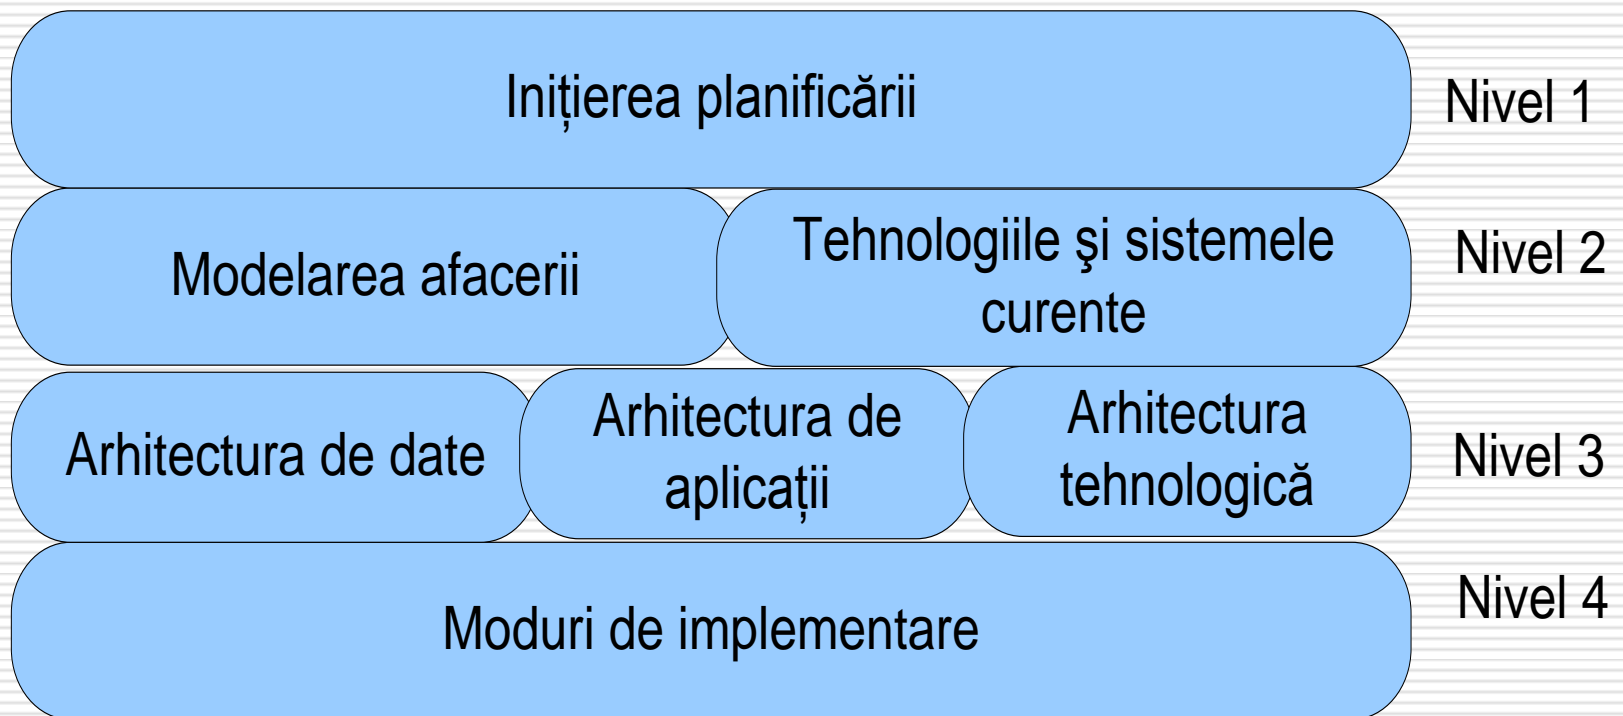 Inițierea planificării
Nivel 1
Modelarea afacerii
Tehnologiile şi sistemele
curente
Nivel 2
Arhitectura de date
Arhitectura de
aplicații
Arhitectura
tehnologică
Nivel 3
Moduri de implementare
Nivel 4